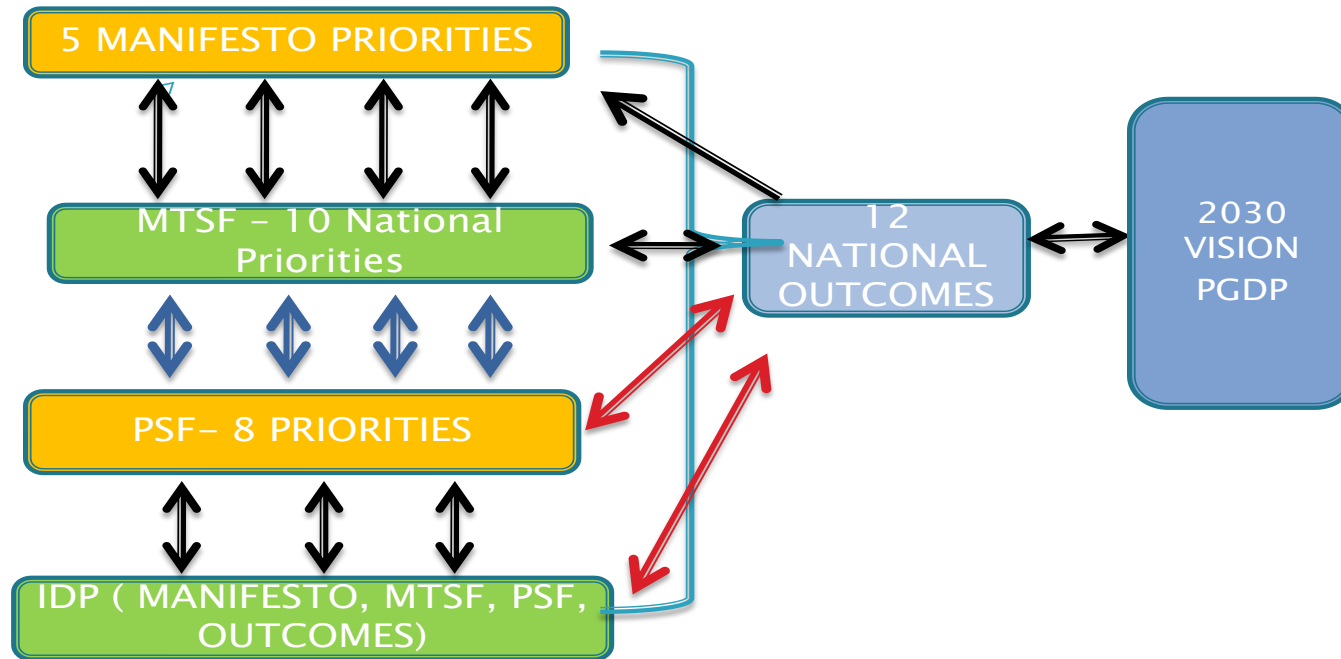 5 MANIFESTO PRIORITIES
MTSF – 10 National
Priorities
PSF– 8 PRIORITIES
IDP ( MANIFESTO, MTSF, PSF,
OUTCOMES)
12
NATIONAL
OUTCOMES
2030
VISION
PGDP